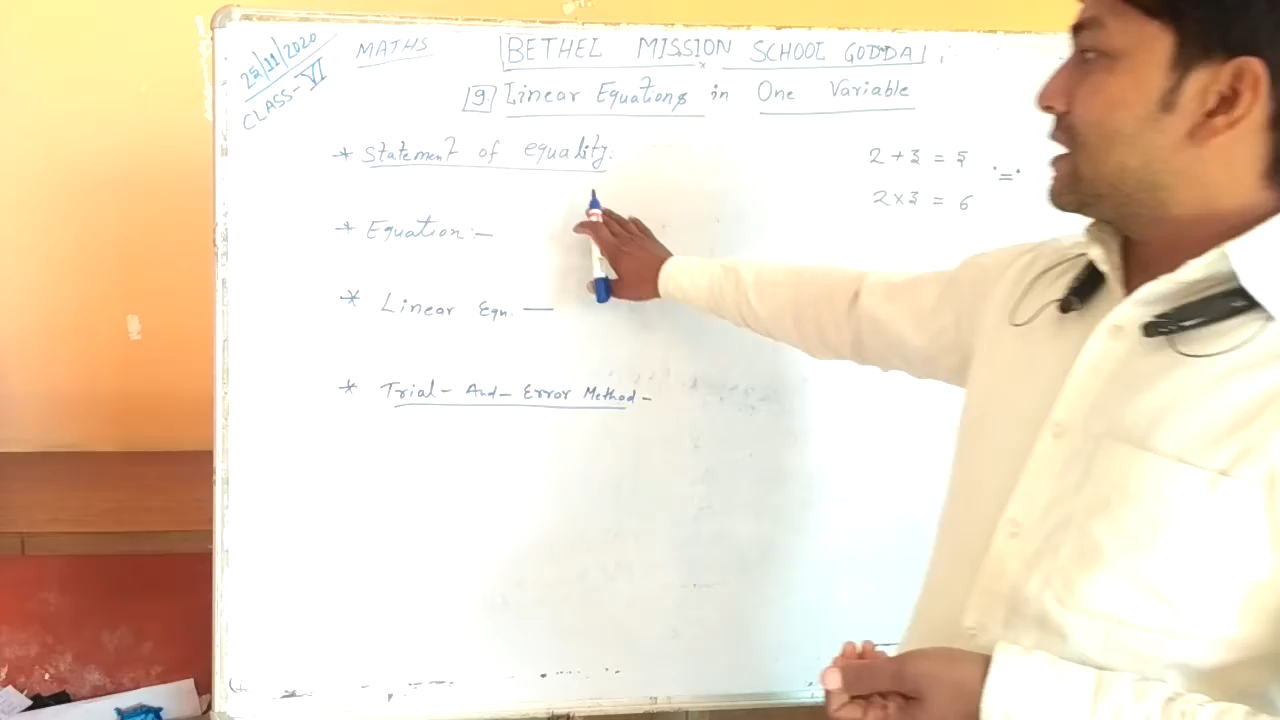 25/11/2020
CLASS-VI
MATHS
BETHEL MISSION SCHOOL GODDA
9. Linear Equations in One Variable
* Statement of equality:
2 + 3 = 5
2 × 3 = 6
=
* Equation:-
* Linear Eqn. —
* Trial-And-Error Method-